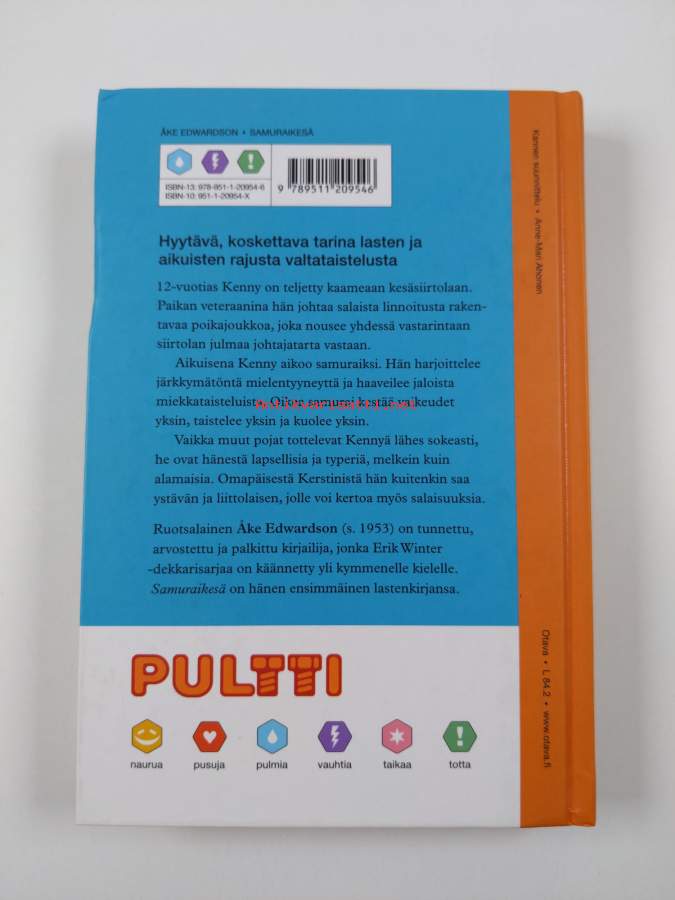 ÅKE EDWARDSON • SAMURAIKESÄ
ISBN-13: 978-951-1-20954-6
ISBN-10: 951-1-20954-X
9 789511 209546
Hyytävä, koskettava tarina lasten ja
aikuisten rajusta valtataistelusta
12-vuotias Kenny on teljetty kaameaan kesäsiirtolaan.
Paikan veteraanina hän johtaa salaista linnoitusta raken-
tavaa poikajoukkoa, joka nousee yhdessä vastarintaan
siirtolan julmaa johtajatarta vastaan.
Aikuisena Kenny aikoo samuraiksi. Hän harjoittelee
järkkymätöntä mielentyyneyttä ja haaveilee jaloista
miekkataisteluista. Oikea samurai kestää vaikeudet
yksin, taistelee yksin ja kuolee yksin.
Vaikka muut pojat tottelevat Kennyä lähes sokeasti,
he ovat hänestä lapsellisia ja typeriä, melkein kuin
alamaisia. Omapäisestä Kerstinistä hän kuitenkin saa
ystävän ja liittolaisen, jolle voi kertoa myös salaisuuksia.
Ruotsalainen Åke Edwardson (s. 1953) on tunnettu,
arvostettu ja palkittu kirjailija, jonka Erik Winter
-dekkarisarjaa on käännetty yli kymmenelle kielelle.
Samuraikesä on hänen ensimmäinen lastenkirjansa.
PULTTI
naurua pusuja pulmia vauhtia taikaa totta
Kannen suunnittelu • Anne-Mari Ahonen
Otava • L 84.2 • www.otava.fi